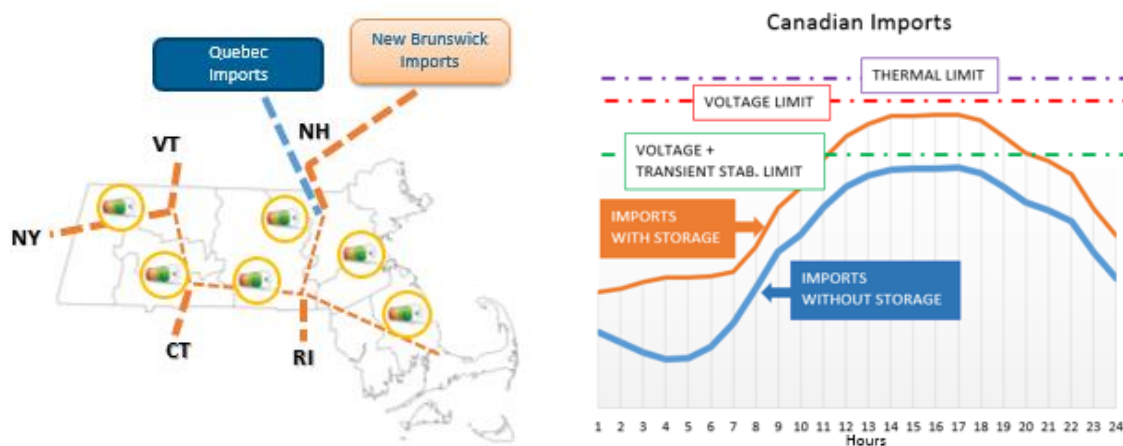 Quebec
Imports
New Brunswick
Imports
NH
VT
NY
CT
RI
Canadian Imports
THERMAL LIMIT
VOLTAGE LIMIT
VOLTAGE +
TRANSIENT STAB. LIMIT
IMPORTS
WITH STORAGE
IMPORTS
WITHOUT STORAGE
1 2 3 4 5 6 7 8 9 10 11 12 13 14 15 16 17 18 19 20 21 22 23 24
Hours